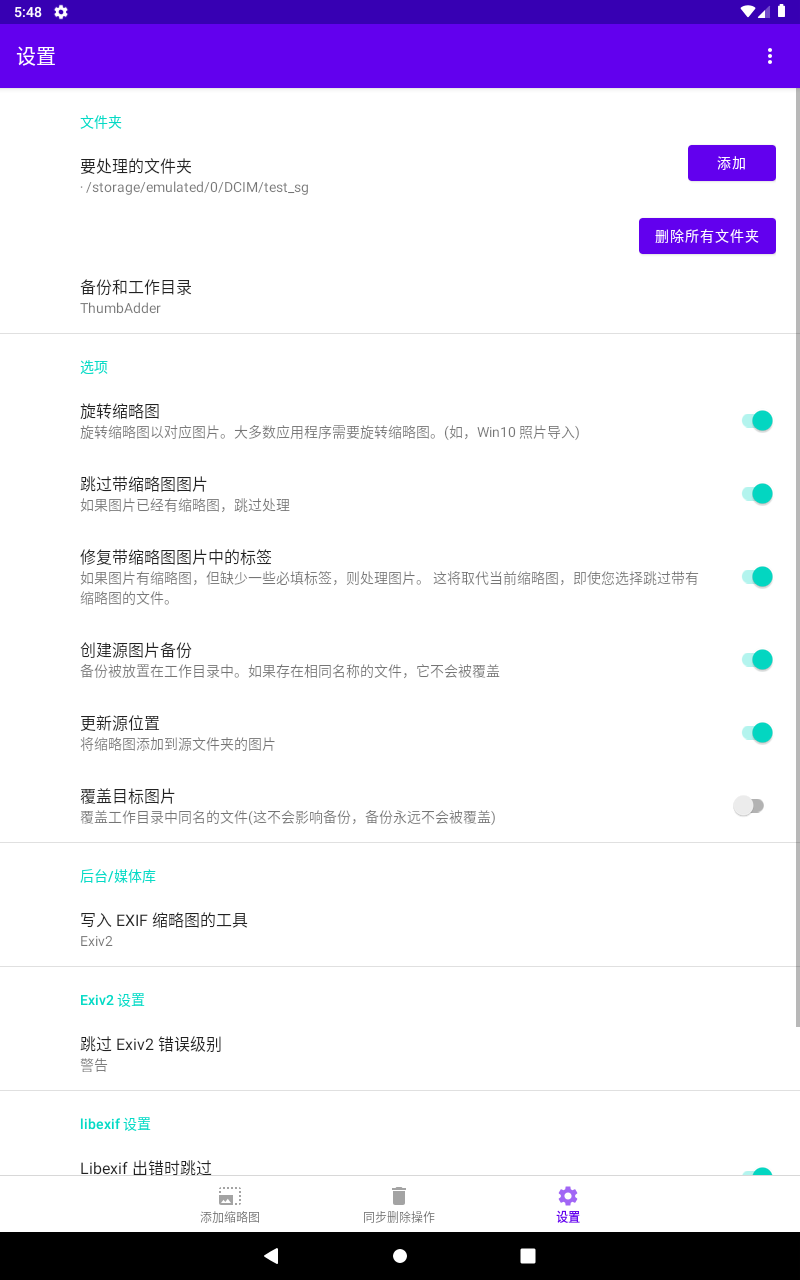 5:48
设置
文件夹
要处理的文件夹
· /storage/emulated/0/DCIM/test_sg
添加
删除所有文件夹
备份和工作目录
ThumbAdder
选项
旋转缩略图
旋转缩略图以对应图片。大多数应用程序需要旋转缩略图。(如，Win10 照片导入)
跳过带缩略图图片
如果图片已经有缩略图，跳过处理
修复带缩略图图片中的标签
如果图片有缩略图，但缺少一些必填标签，则处理图片。 这将取代当前缩略图，即使您选择跳过带有
缩略图的文件。
创建源图片备份
备份被放置在工作目录中。如果存在相同名称的文件，它不会被覆盖
更新源位置
将缩略图添加到源文件夹的图片
覆盖目标图片
覆盖工作目录中同名的文件(这不会影响备份，备份永远不会被覆盖)
后台/媒体库
写入 EXIF 缩略图的工具
Exiv2
Exiv2 设置
跳过 Exiv2 错误级别
警告
libexif 设置
Libexif 出错时跳过
添加缩略图
同步删除操作
设置